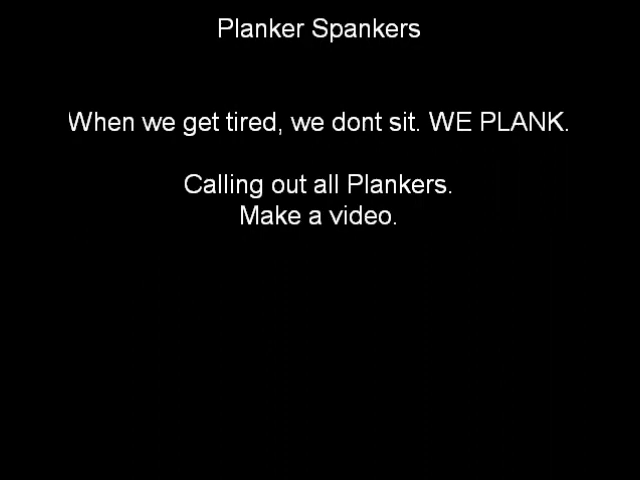 Planker Spankers
When we get tired, we dont sit. WE PLANK.
Calling out all Plankers.
Make a video.